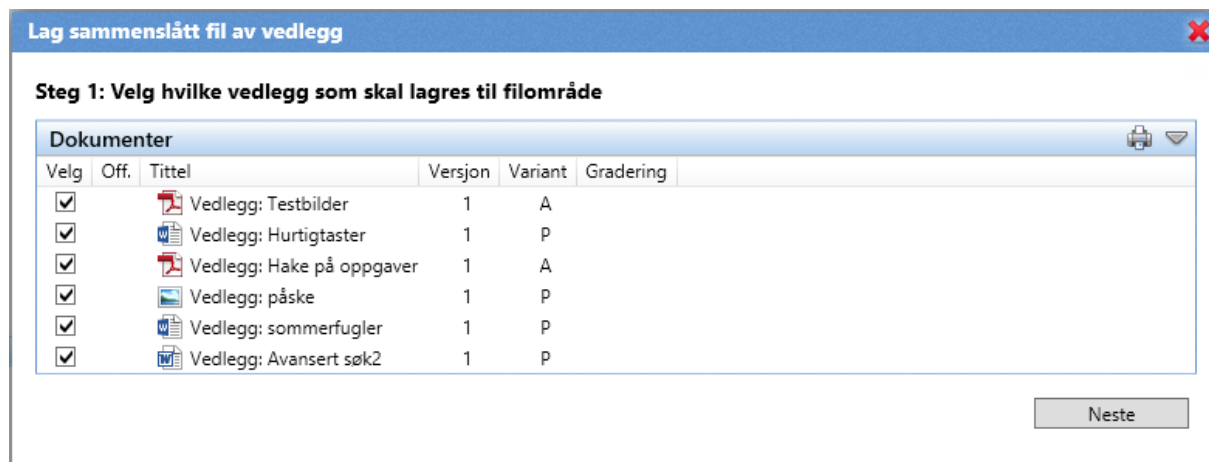 Lag sammenslått fil av vedlegg
Steg 1: Velg hvilke vedlegg som skal lagres til filområde
Dokumenter
Velg Off. Tittel Versjon Variant Gradering
Vedlegg: Testbilder 1 A
Vedlegg: Hurtigtaster 1 P
Vedlegg: Hake på oppgaver 1 A
Vedlegg: påske 1 P
Vedlegg: sommerfugler 1 P
Vedlegg: Avansert søk2 1 P
Neste